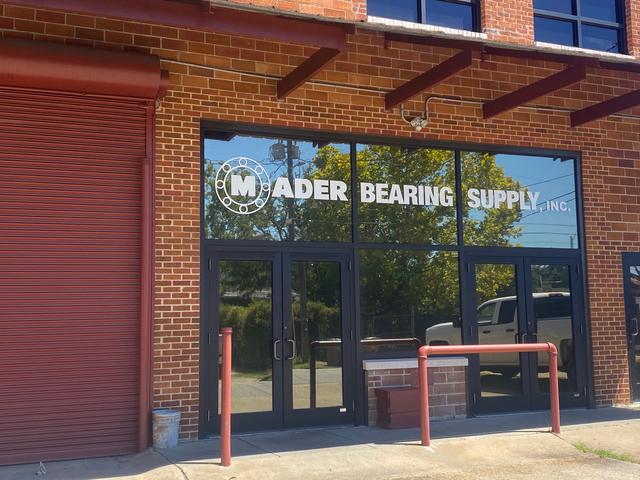 MADER BEARING SUPPLY, INC.